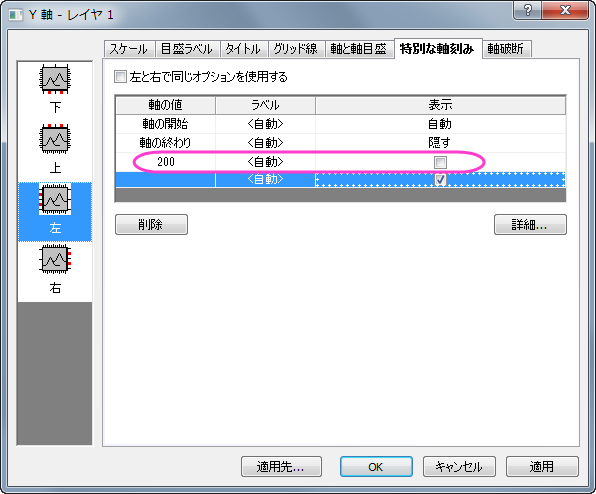 Y 軸 - レイヤ 1
スケール 目盛ラベル タイトル グリッド線 軸と軸目盛 特別な軸刻み 軸破断
下
上
左
右
左と右で同じオプションを使用する
軸の値 ラベル 表示
軸の開始 <自動> 自動
軸の終わり <自動> 隠す
200 <自動>
<自動>
削除 詳細...
適用先... OK キャンセル 適用